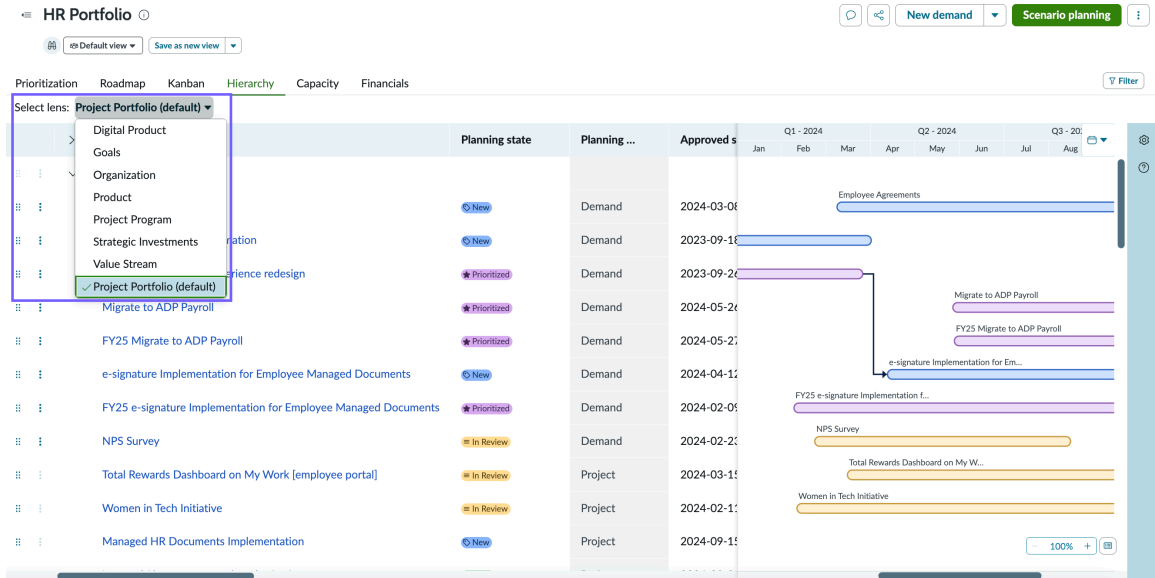 HR Portfolio
New demand
Scenario planning
Default view
Save as new view
Prioritization Roadmap Kanban Hierarchy Capacity Financials
Filter
Select lens: Project Portfolio (default)
Digital Product
Goals
Organization
Product
Project Program
Strategic Investments
Value Stream
Project Portfolio (default)
Planning state Planning ... Approved s
Q1 - 2024 Q2 - 2024 Q3 - 20
Jan Feb Mar Apr May Jun Jul Aug
New Demand 2024-03-08 Employee Agreements
New Demand 2023-09-18
erience redesign Prioritized Demand 2023-09-26
Migrate to ADP Payroll Prioritized Demand 2024-05-26 Migrate to ADP Payroll
FY25 Migrate to ADP Payroll Prioritized Demand 2024-05-27 FY25 Migrate to ADP Payroll
e-signature Implementation for Employee Managed Documents New Demand 2024-04-12 e-signature Implementation for Em...
FY25 e-signature Implementation for Employee Managed Documents Prioritized Demand 2024-02-09 FY25 e-signature Implementation f...
NPS Survey In Review Demand 2024-02-23 NPS Survey
Total Rewards Dashboard on My Work [employee portal] In Review Project 2024-03-15 Total Rewards Dashboard on My W...
Women in Tech Initiative In Review Project 2024-02-11 Women in Tech Initiative
Managed HR Documents Implementation New Project 2024-09-15
100%